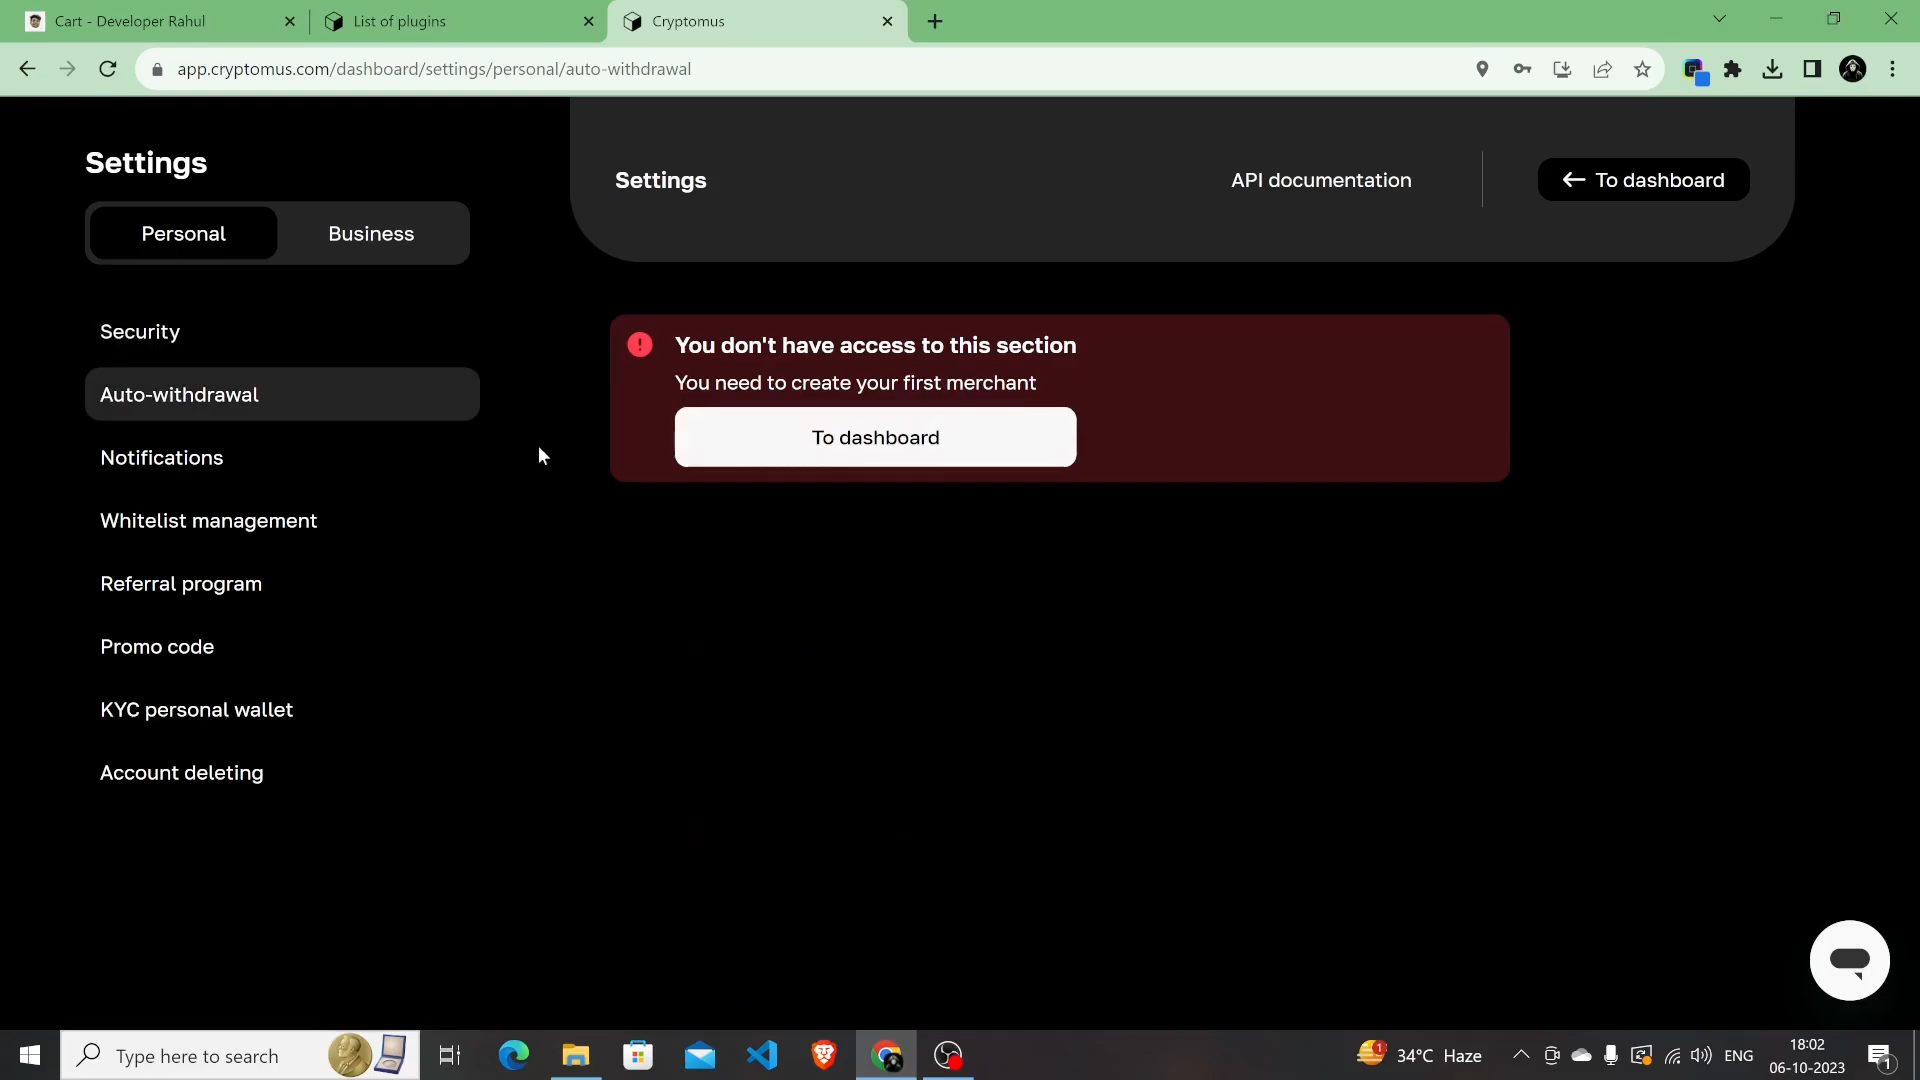 Cart - Developer Rahul
List of plugins
Cryptomus
app.cryptomus.com/dashboard/settings/personal/auto-withdrawal
Settings
Personal
Business
Security
Auto-withdrawal
Notifications
Whitelist management
Referral program
Promo code
KYC personal wallet
Account deleting
Settings
API documentation
To dashboard
You don't have access to this section
You need to create your first merchant
To dashboard
Type here to search
1
34°C Haze
ENG
18:02
06-10-2023
1